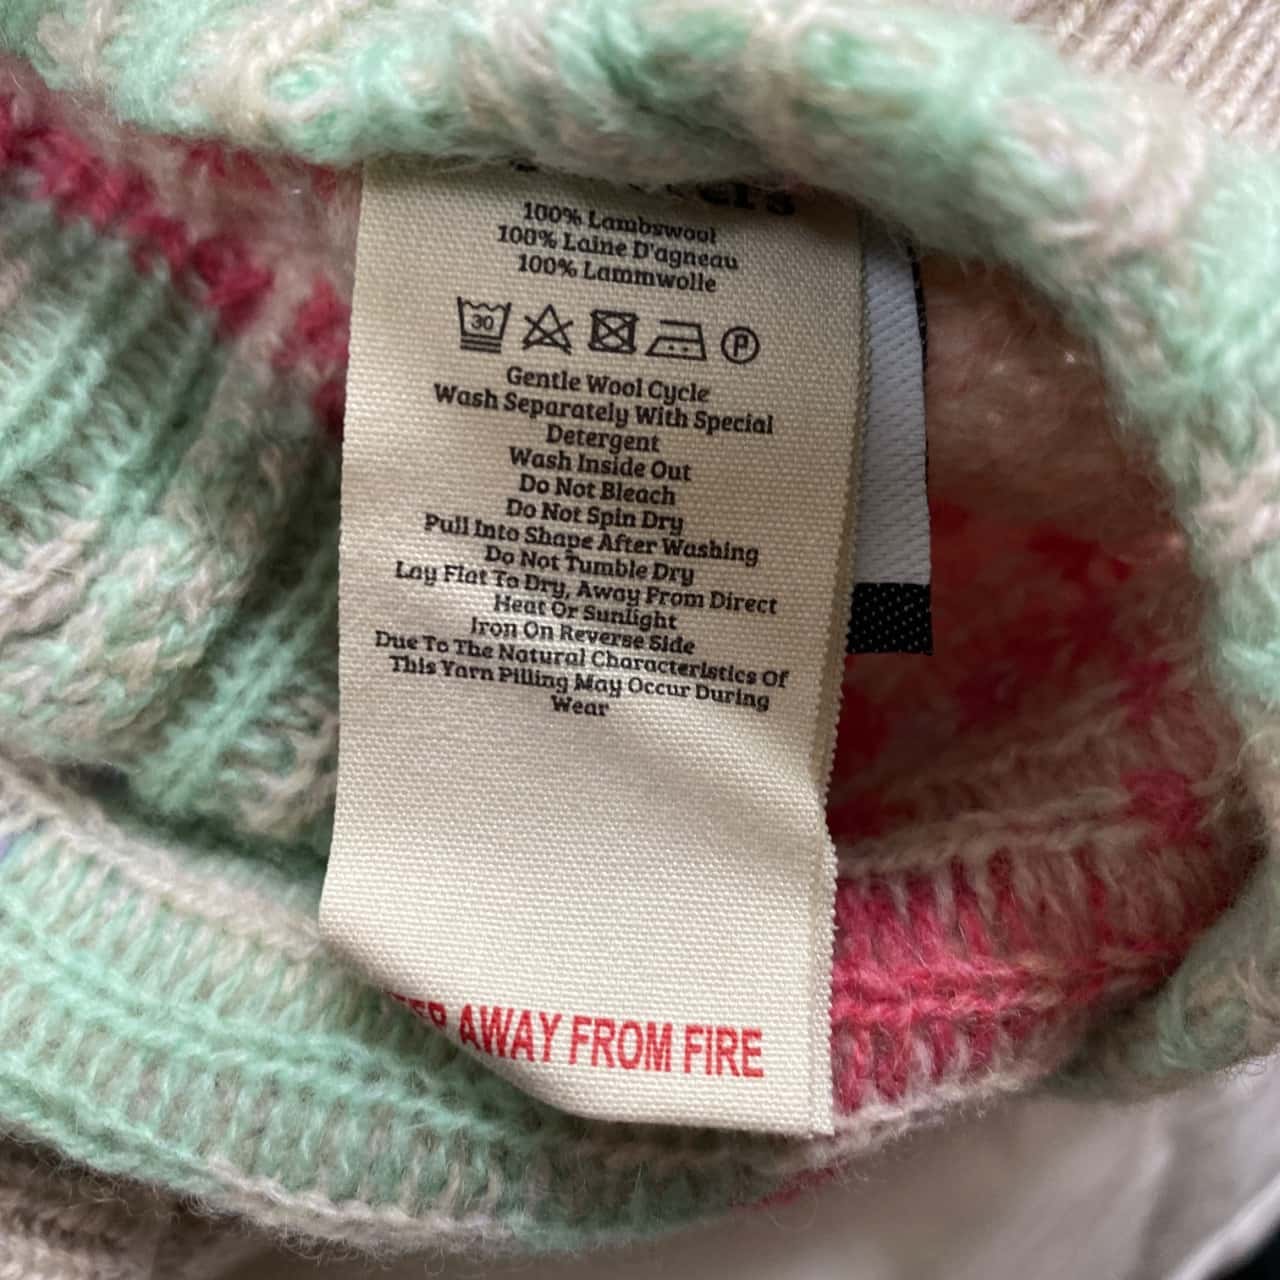 100% Lambswool
100% Laine D'agneau
100% Lammwolle
30 P
Gentle Wool Cycle
Wash Separately With Special
Detergent
Wash Inside Out
Do Not Bleach
Do Not Spin Dry
Pull Into Shape After Washing
Do Not Tumble Dry
Lay Flat To Dry, Away From Direct
Heat Or Sunlight
Iron On Reverse Side
Due To The Natural Characteristics Of
This Yarn Pilling May Occur During
Wear
AWAY FROM FIRE